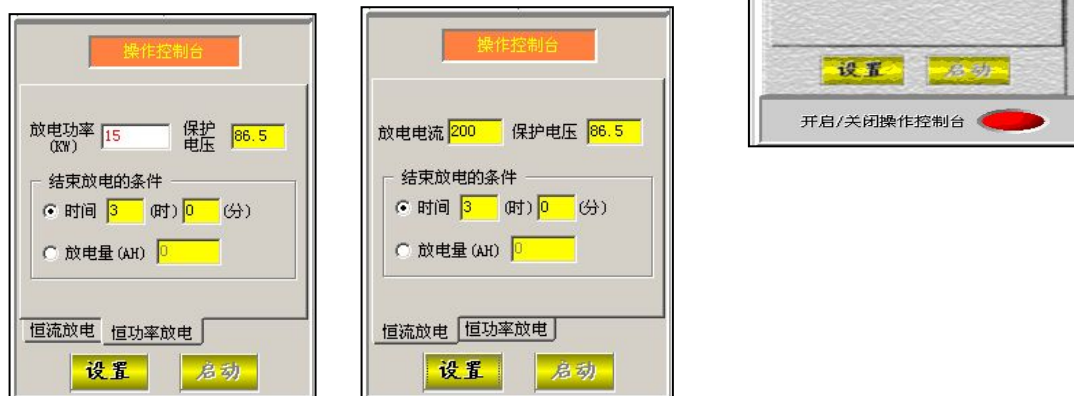 操作控制台
放电功率 15 保护 86.5
(KW) 电压
结束放电的条件
时间 3 (时) 0 (分)
放电量(AH) 0
恒流放电 恒功率放电
设置 启动
操作控制台
放电电流 200 保护电压 86.5
结束放电的条件
时间 3 (时) 0 (分)
放电量(AH) 0
恒流放电 恒功率放电
设置 启动
设置 启动
开启/关闭操作控制台